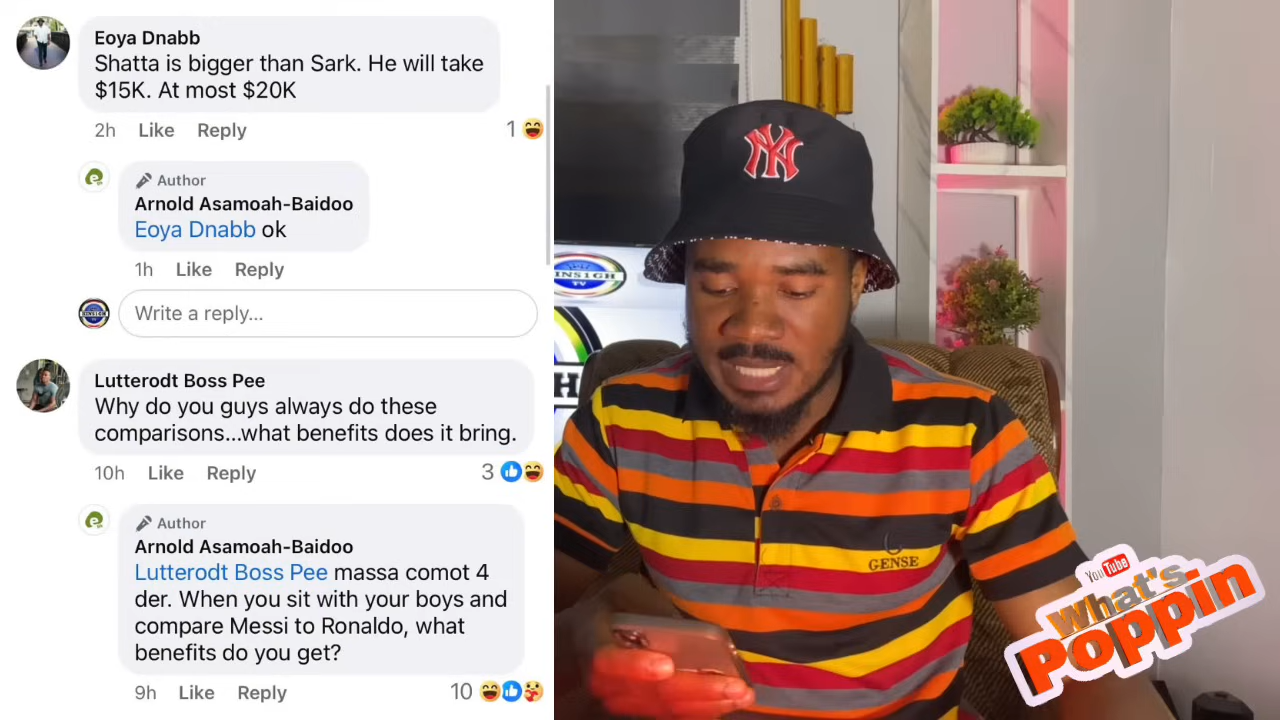 Eoya Dnabb
Shatta is bigger than Sark. He will take
$15K. At most $20K
2h Like Reply 1
Author
Arnold Asamoah-Baidoo
Eoya Dnabb ok
1h Like Reply
Write a reply...
Lutterodt Boss Pee
Why do you guys always do these
comparisons...what benefits does it bring.
10h Like Reply 3
Author
Arnold Asamoah-Baidoo
Lutterodt Boss Pee massa comot 4
der. When you sit with your boys and
compare Messi to Ronaldo, what
benefits do you get?
9h Like Reply 10
NY
INS1GH
TV
H
GENSE
YouTube
What's
Poppin